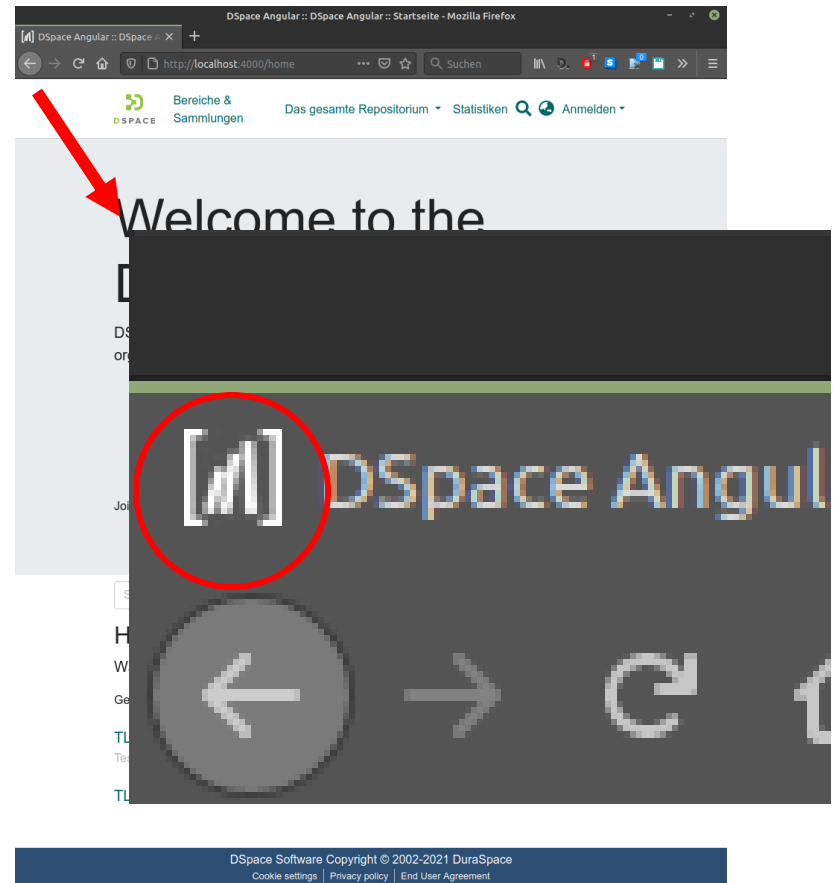 DSpace Angular :: DSpace Angular :: Startseite - Mozilla Firefox
DSpace Angular :: DSpace A
http://localhost:4000/home
Suchen
DSPACE
Bereiche &
Sammlungen
Das gesamte Repositorium
Statistiken
Anmelden
Welcome to the
DSpace Angul
DSpace Software Copyright © 2002-2021 DuraSpace
Cookie settings
Privacy policy
End User Agreement